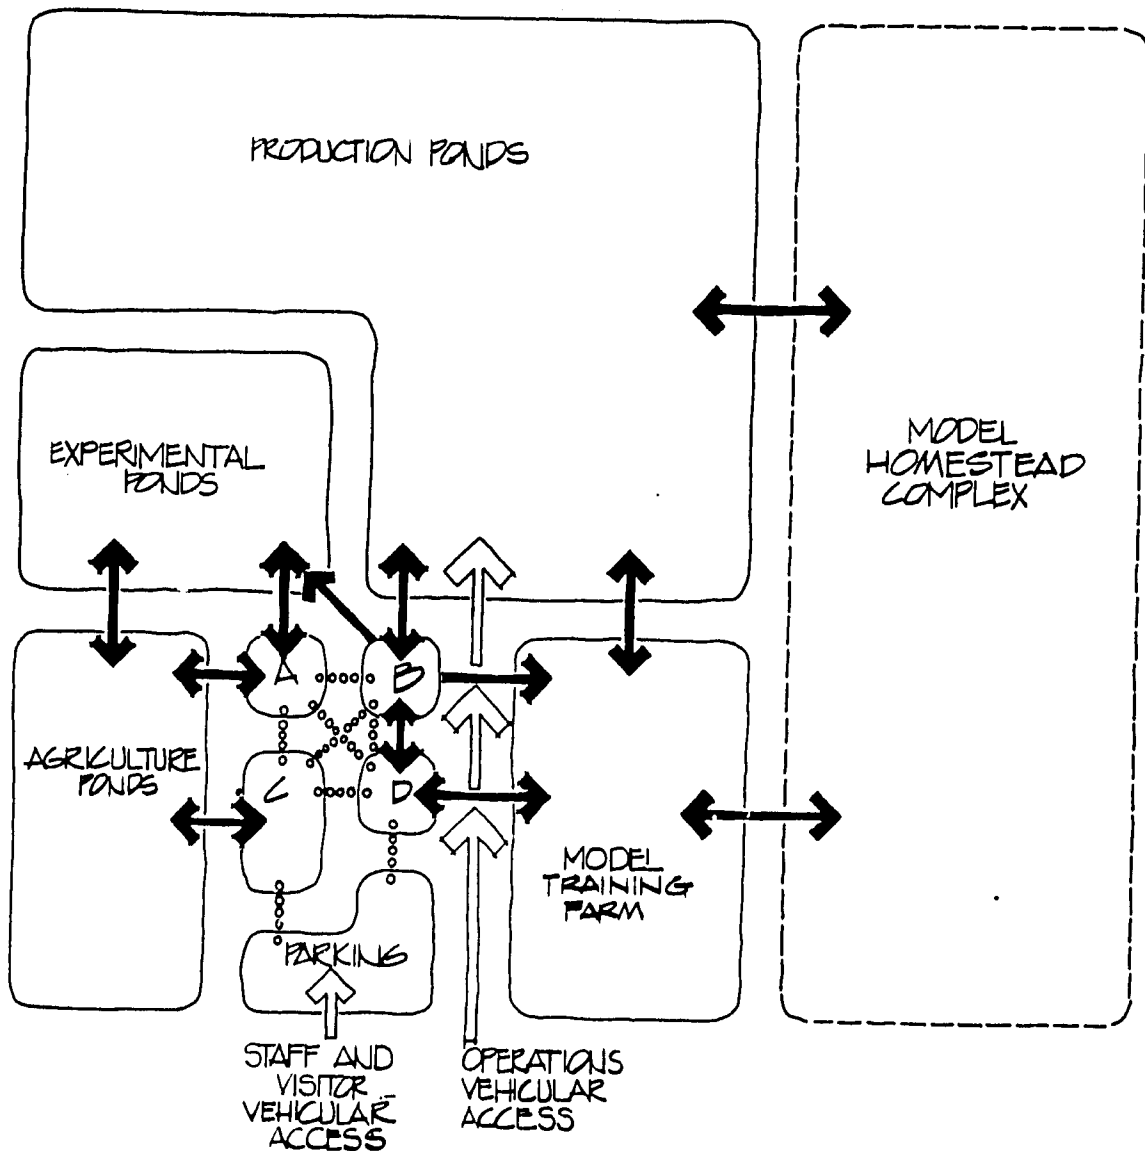 PRODUCTION PONDS
EXPERIMENTAL
PONDS
MODEL
HOMESTEAD
COMPLEX
A
B
AGRICULTURE
PONDS
C
D
MODEL
TRAINING
FARM
PARKING
STAFF AND
VISITOR
VEHICULAR
ACCESS
OPERATIONS
VEHICULAR
ACCESS